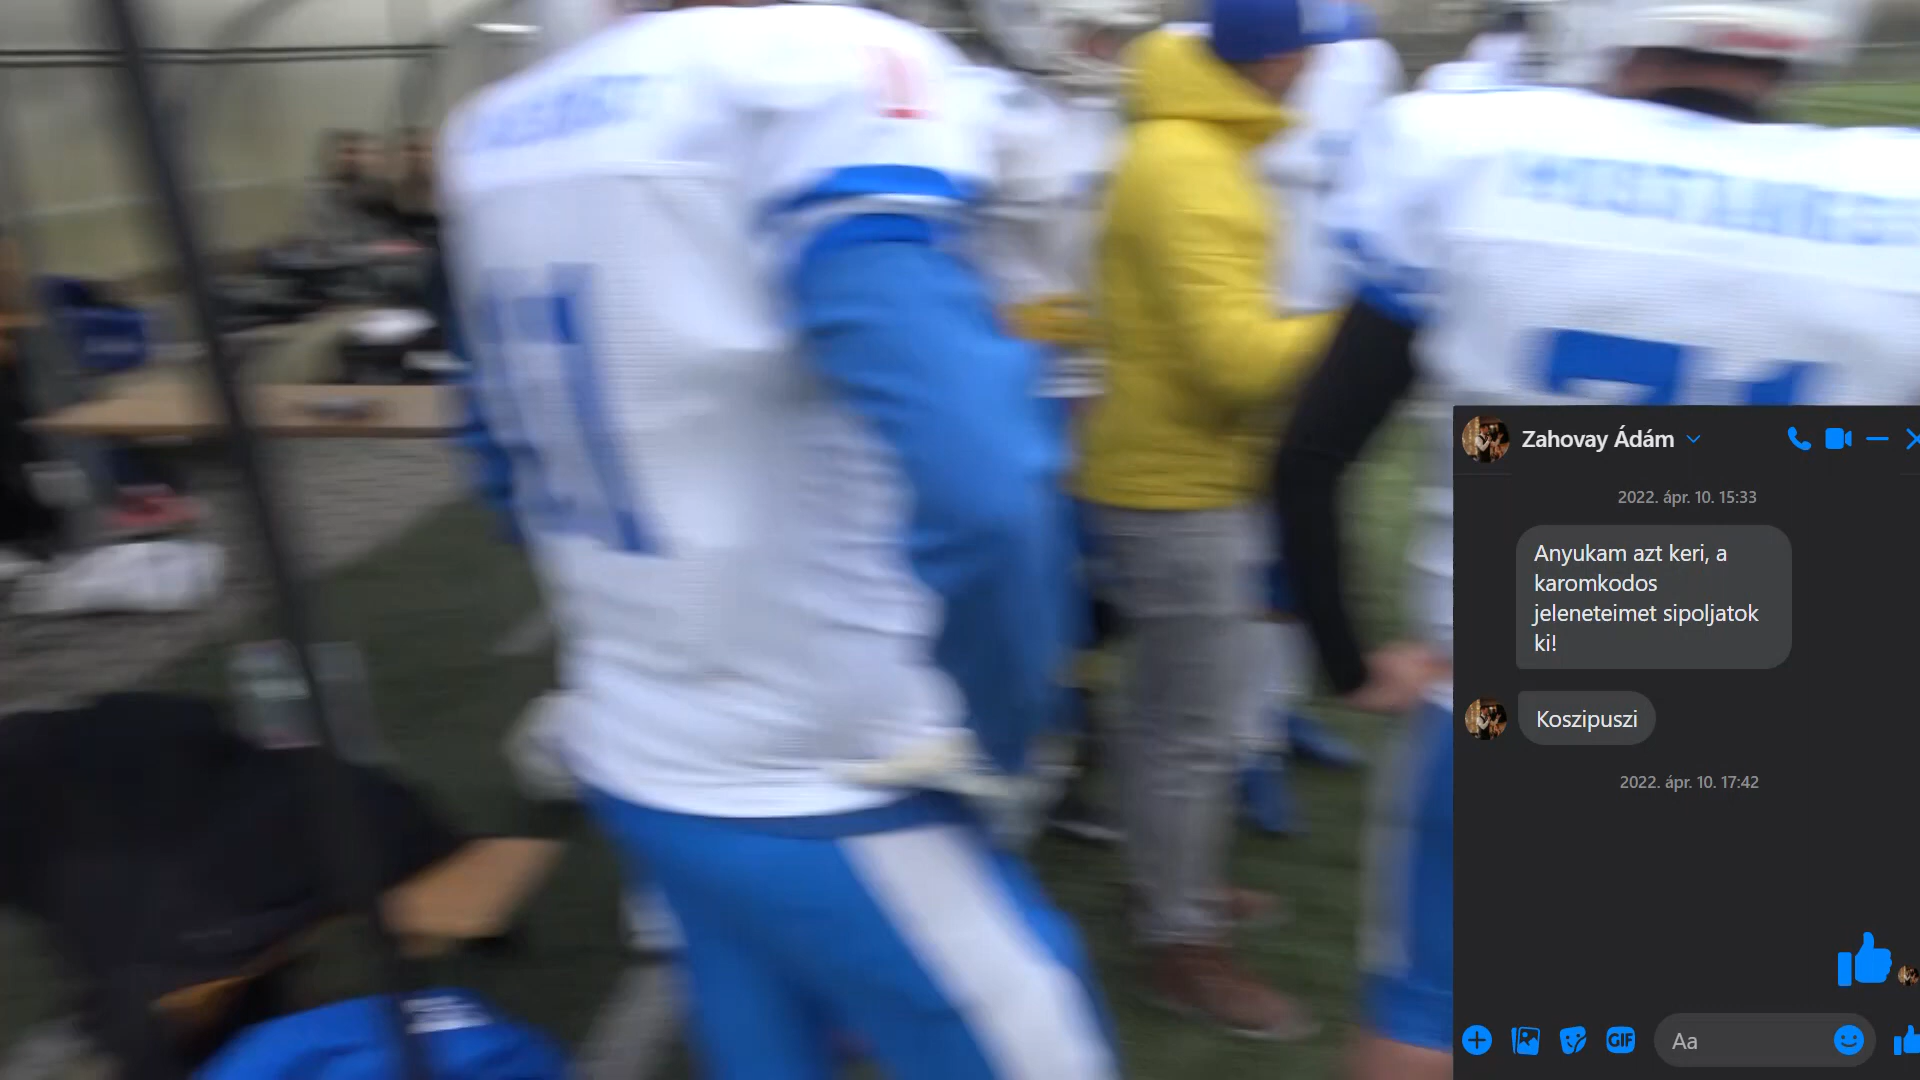 Zahovay Ádám
2022. ápr. 10. 15:33
Anyukam azt keri, a
karomkodos
jeleneteimet sipoljatok
ki!
Koszipuszi
2022. ápr. 10. 17:42
GIF
Aa